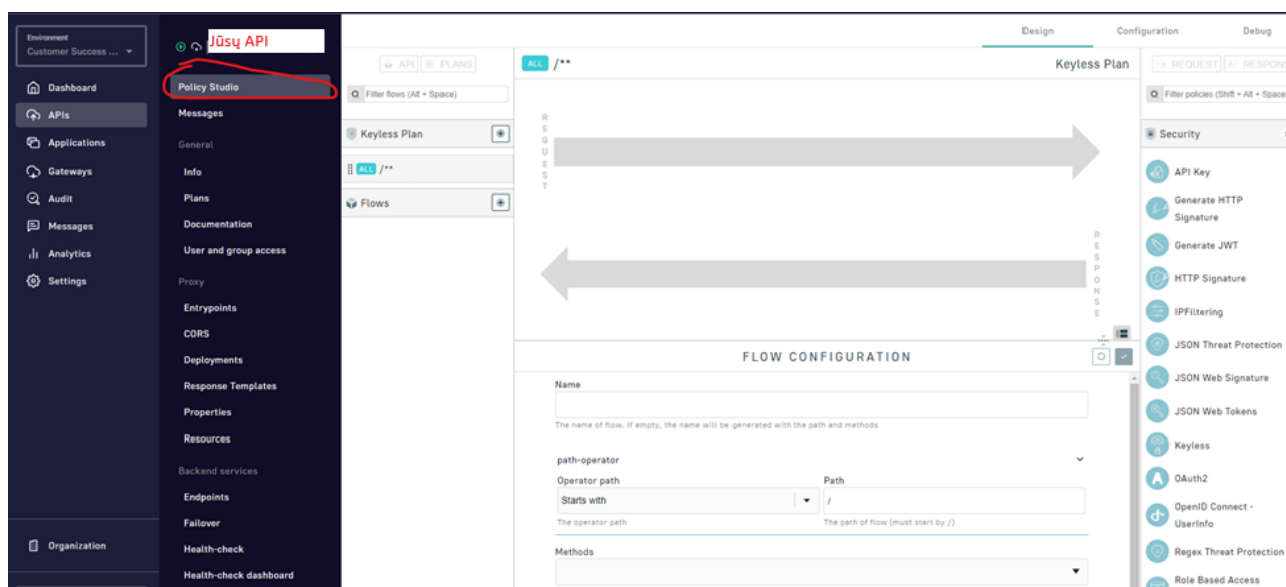 Environment
Customer Success ...
Dashboard
APIs
Applications
Gateways
Audit
Messages
Analytics
Settings
Organization
Jūsų API
Policy Studio
Messages
General
Info
Plans
Documentation
User and group access
Proxy
Entrypoints
CORS
Deployments
Response Templates
Properties
Resources
Backend services
Endpoints
Failover
Health-check
Health-check dashboard
Design Configuration Debug
API PLANS
Filter flows (Alt + Space)
Keyless Plan
ALL /**
Flows
ALL /** Keyless Plan
REQUEST
RESPONSE
FLOW CONFIGURATION
Name
The name of flow. If empty, the name will be generated with the path and methods
path-operator
Operator path Path
Starts with /
The operator path The path of flow (must start by /)
Methods
REQUEST RESPON
Filter policies (Shift + Alt + Space
Security
API Key
Generate HTTP
Signature
Generate JWT
HTTP Signature
IPFiltering
JSON Threat Protection
JSON Web Signature
JSON Web Tokens
Keyless
OAuth2
OpenID Connect -
UserInfo
Regex Threat Protection
Role Based Access